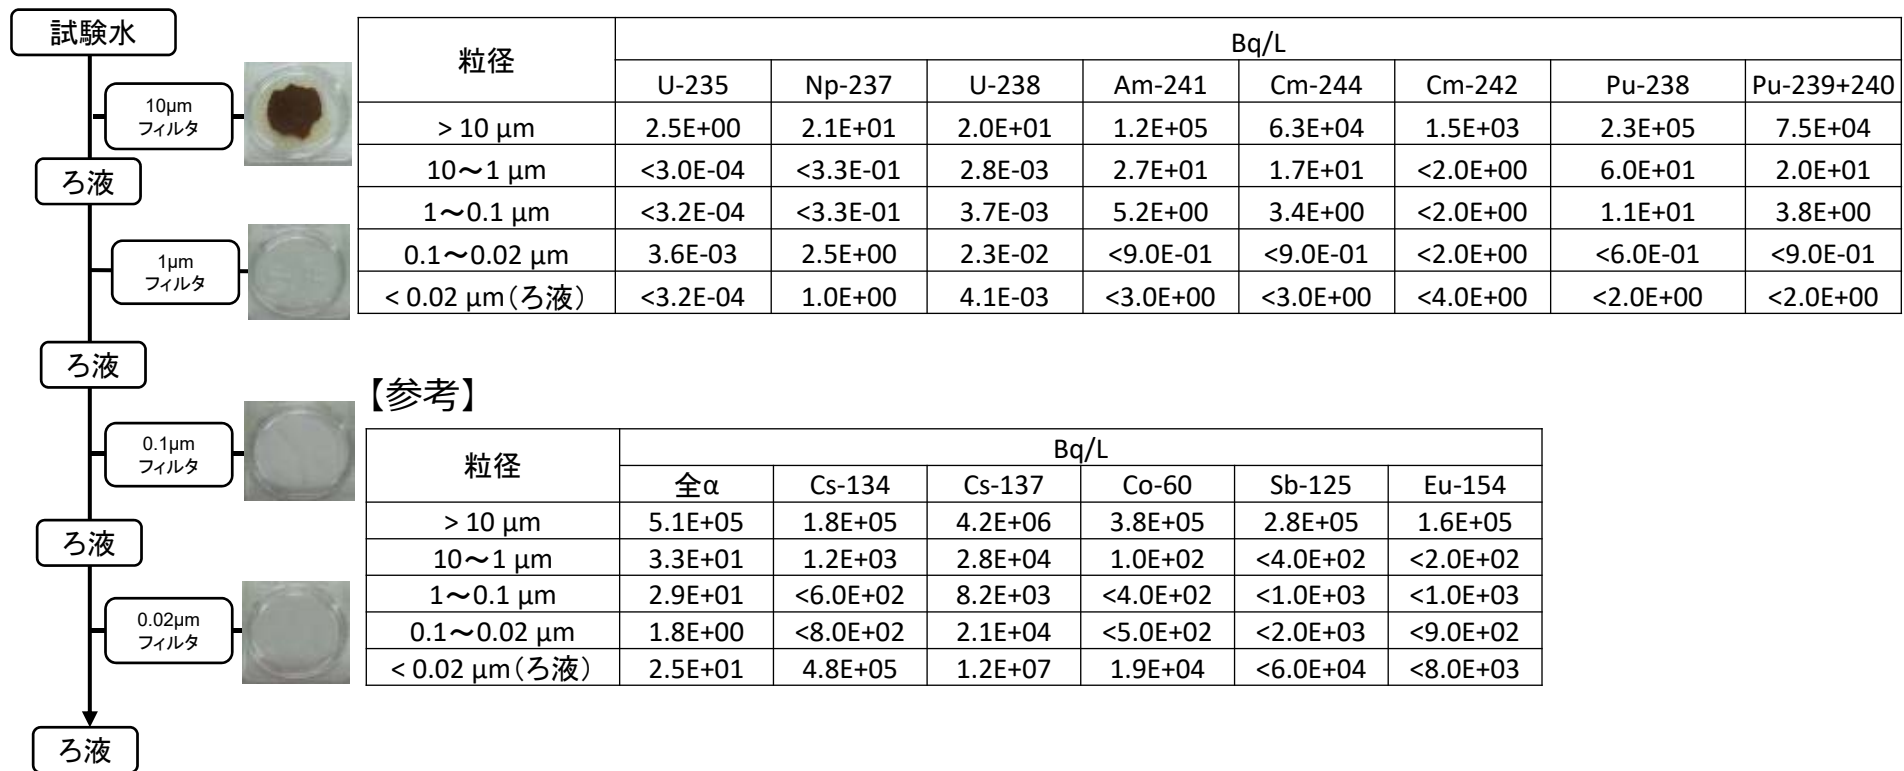 試験水
10µm
フィルタ
ろ液
1µm
フィルタ
ろ液
0.1µm
フィルタ
ろ液
0.02µm
フィルタ
ろ液
粒径 Bq/L
U-235 Np-237 U-238 Am-241 Cm-244 Cm-242 Pu-238 Pu-239+240
> 10 µm 2.5E+00 2.1E+01 2.0E+01 1.2E+05 6.3E+04 1.5E+03 2.3E+05 7.5E+04
10～1 µm <3.0E-04 <3.3E-01 2.8E-03 2.7E+01 1.7E+01 <2.0E+00 6.0E+01 2.0E+01
1～0.1 µm <3.2E-04 <3.3E-01 3.7E-03 5.2E+00 3.4E+00 <2.0E+00 1.1E+01 3.8E+00
0.1～0.02 µm 3.6E-03 2.5E+00 2.3E-02 <9.0E-01 <9.0E-01 <2.0E+00 <6.0E-01 <9.0E-01
< 0.02 µm（ろ液） <3.2E-04 1.0E+00 4.1E-03 <3.0E+00 <3.0E+00 <4.0E+00 <2.0E+00 <2.0E+00
【参考】
粒径 Bq/L
全α Cs-134 Cs-137 Co-60 Sb-125 Eu-154
> 10 µm 5.1E+05 1.8E+05 4.2E+06 3.8E+05 2.8E+05 1.6E+05
10～1 µm 3.3E+01 1.2E+03 2.8E+04 1.0E+02 <4.0E+02 <2.0E+02
1～0.1 µm 2.9E+01 <6.0E+02 8.2E+03 <4.0E+02 <1.0E+03 <1.0E+03
0.1～0.02 µm 1.8E+00 <8.0E+02 2.1E+04 <5.0E+02 <2.0E+03 <9.0E+02
< 0.02 µm（ろ液） 2.5E+01 4.8E+05 1.2E+07 1.9E+04 <6.0E+04 <8.0E+03